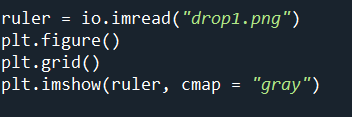 ruler = io.imread("drop1.png")
plt.figure()
plt.grid()
plt.imshow(ruler, cmap = "gray")